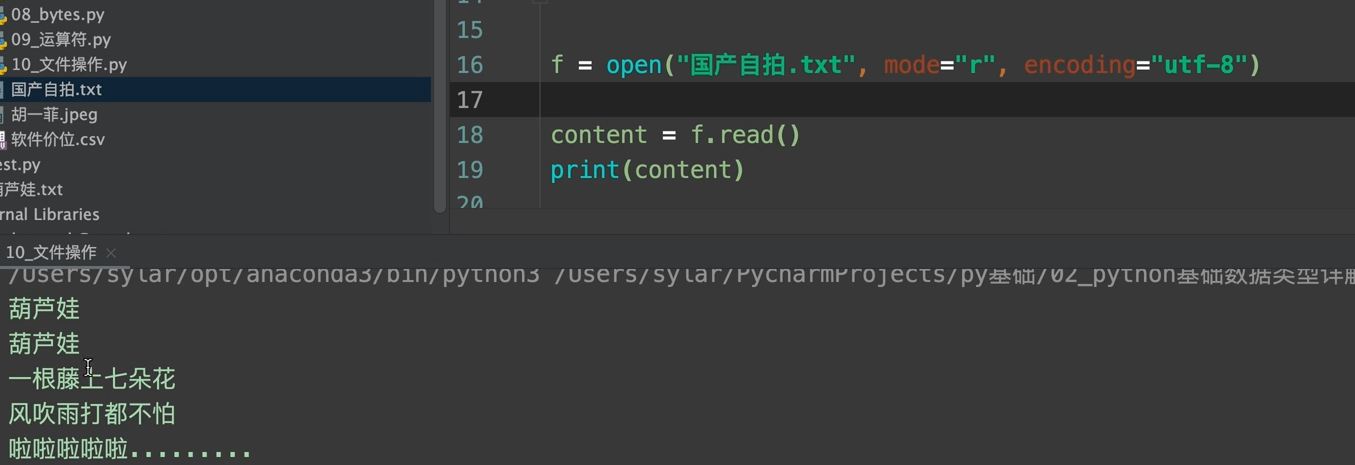 08_bytes.py
09_运算符.py
10_文件操作.py
国产自拍.txt
胡一菲.jpeg
软件价位.csv
est.py
芦娃.txt
rnal Libraries
15
16 f = open("国产自拍.txt", mode="r", encoding="utf-8")
17
18 content = f.read()
19 print(content)
20
10_文件操作 ×
/Users/sylar/opt/anaconda3/bin/python3 /Users/sylar/PycharmProjects/py基础/02_python基础数据类型详
葫芦娃
葫芦娃
一根藤上七朵花
风吹雨打都不怕
啦啦啦啦啦.........